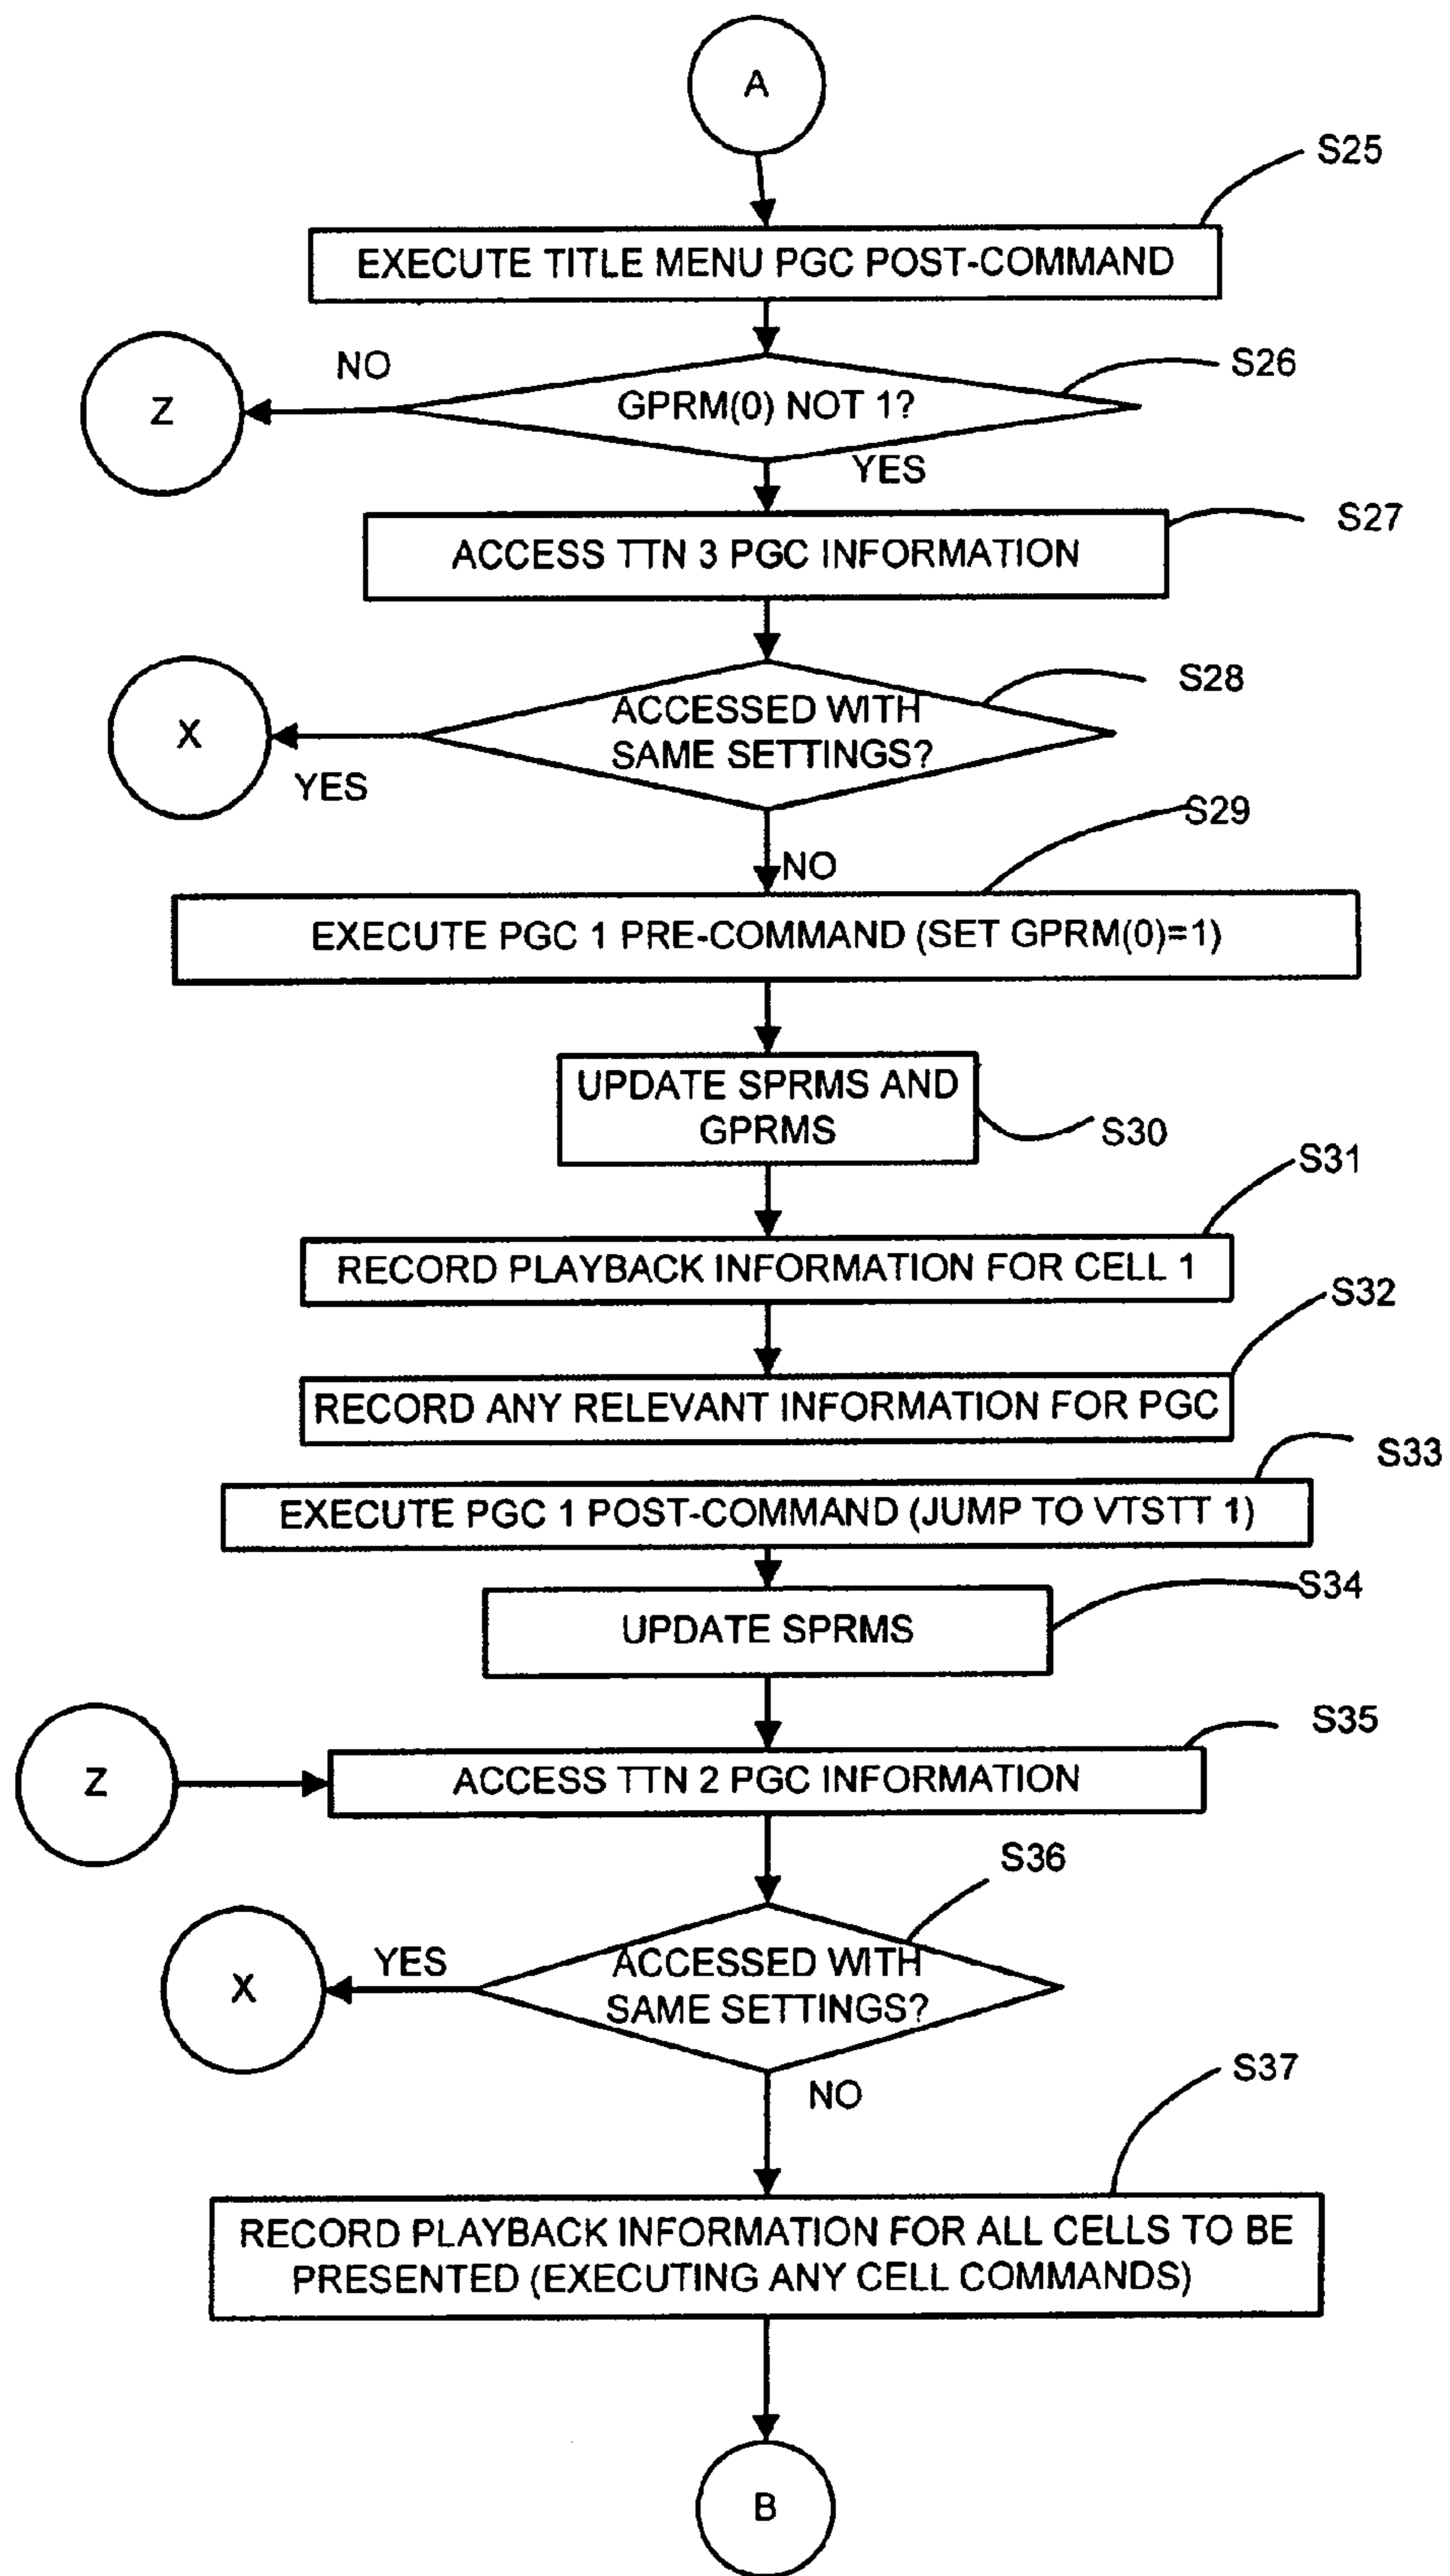 A
S25
EXECUTE TITLE MENU PGC POST-COMMAND
NO
S26
Z
GPRM(0) NOT 1?
YES
S27
ACCESS TTN 3 PGC INFORMATION
S28
ACCESSED WITH
SAME SETTINGS?
X
YES
S29
NO
EXECUTE PGC 1 PRE-COMMAND (SET GPRM(0)=1)
UPDATE SPRMS AND
GPRMS
S30
S31
RECORD PLAYBACK INFORMATION FOR CELL 1
S32
RECORD ANY RELEVANT INFORMATION FOR PGC
S33
EXECUTE PGC 1 POST-COMMAND (JUMP TO VTSTT 1)
S34
UPDATE SPRMS
S35
Z
ACCESS TTN 2 PGC INFORMATION
S36
YES
ACCESSED WITH
SAME SETTINGS?
X
S37
NO
RECORD PLAYBACK INFORMATION FOR ALL CELLS TO BE
PRESENTED (EXECUTING ANY CELL COMMANDS)
B